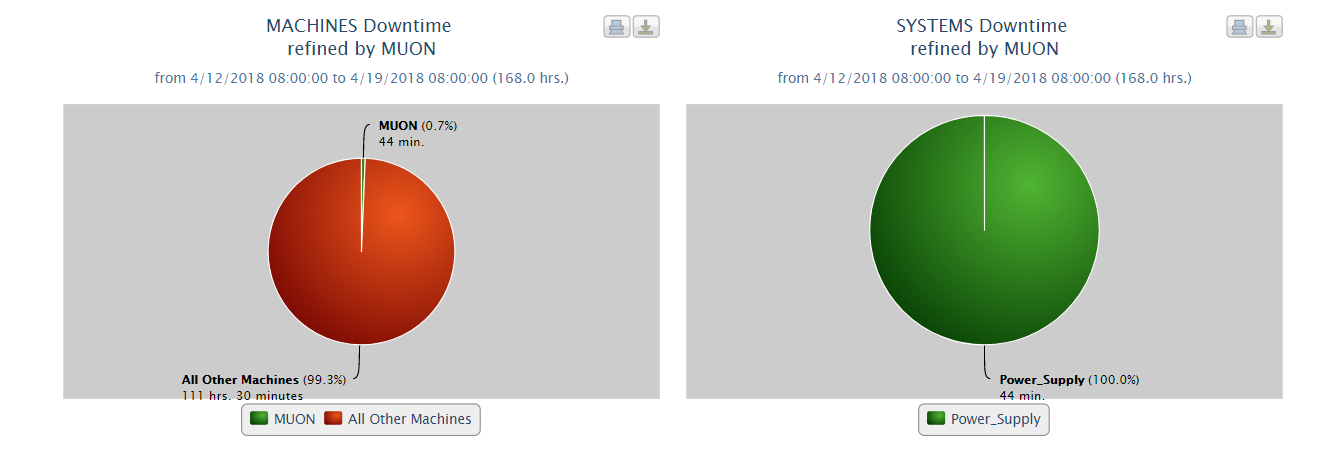 MACHINES Downtime
refined by MUON
from 4/12/2018 08:00:00 to 4/19/2018 08:00:00 (168.0 hrs.)
MUON (0.7%)
44 min.
All Other Machines (99.3%)
111 hrs. 30 minutes
MUON All Other Machines
SYSTEMS Downtime
refined by MUON
from 4/12/2018 08:00:00 to 4/19/2018 08:00:00 (168.0 hrs.)
Power_Supply (100.0%)
44 min.
Power_Supply